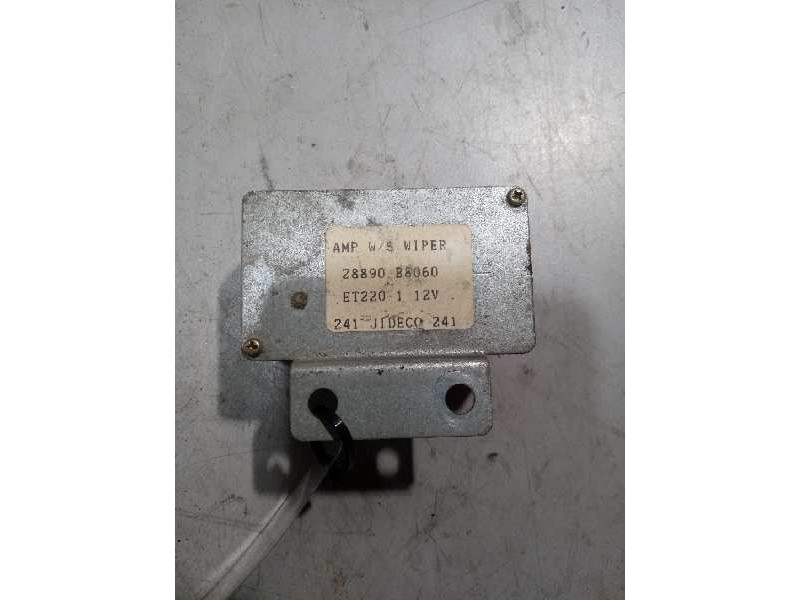 AMP W/S WIPER
28890 B8060
ET220-1 12V
241 JIDECO 241